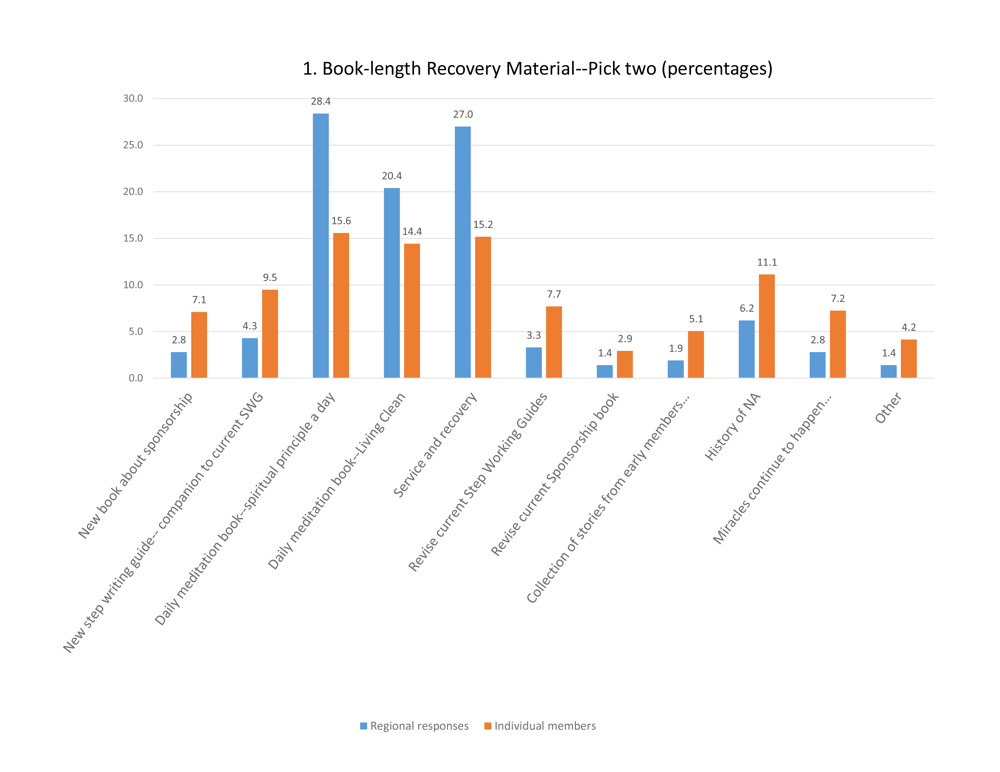 1. Book-length Recovery Material--Pick two (percentages)
30.0
25.0
20.0
15.0
10.0
5.0
0.0
2.8
7.1
4.3
9.5
28.4
15.6
20.4
14.4
27.0
15.2
3.3
7.7
1.4
2.9
1.9
5.1
6.2
11.1
2.8
7.2
1.4
4.2
New book about sponsorship
New step writing guide-- companion to current SWG
Daily meditation book--spiritual principle a day
Daily meditation book--Living Clean
Service and recovery
Revise current Step Working Guides
Revise current Sponsorship book
Collection of stories from early members...
History of NA
Miracles continue to happen...
Other
Regional responses
Individual members